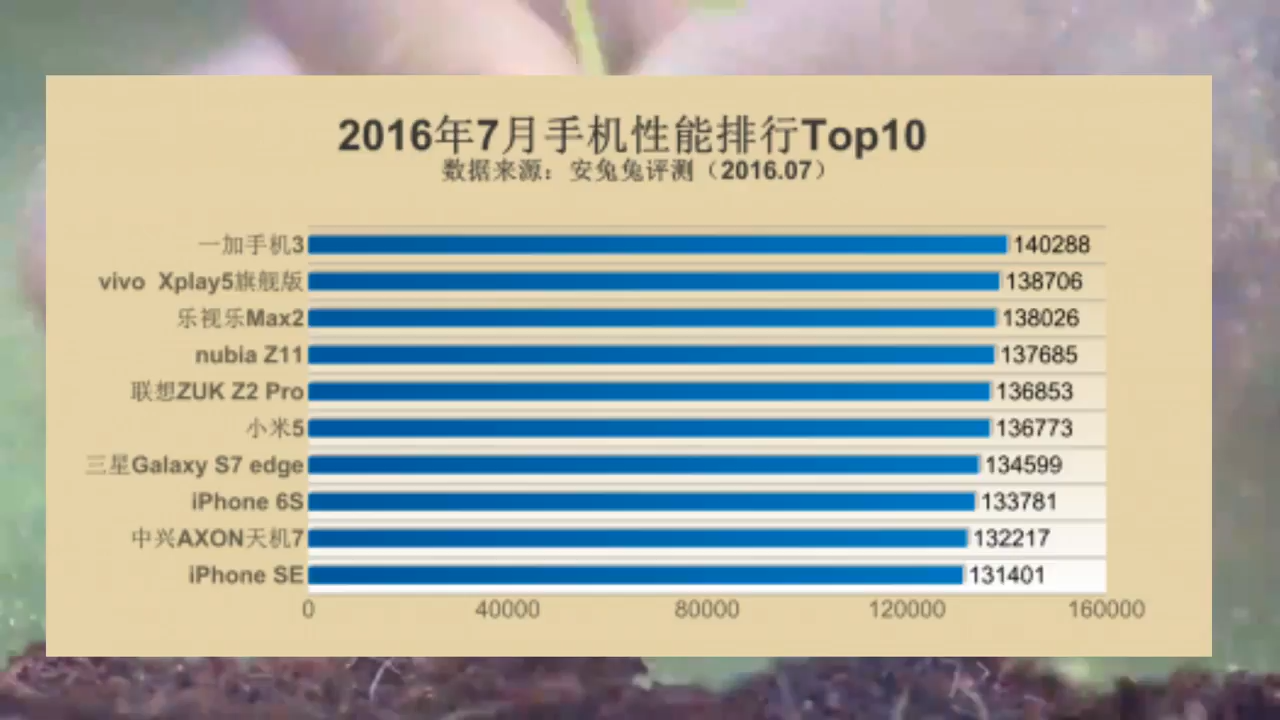 2016年7月手机性能排行Top10
数据来源：安兔兔评测（2016.07）
一加手机3 140288
vivo Xplay5旗舰版 138706
乐视乐Max2 138026
nubia Z11 137685
联想ZUK Z2 Pro 136853
小米5 136773
三星Galaxy S7 edge 134599
iPhone 6S 133781
中兴AXON天机7 132217
iPhone SE 131401
0 40000 80000 120000 160000